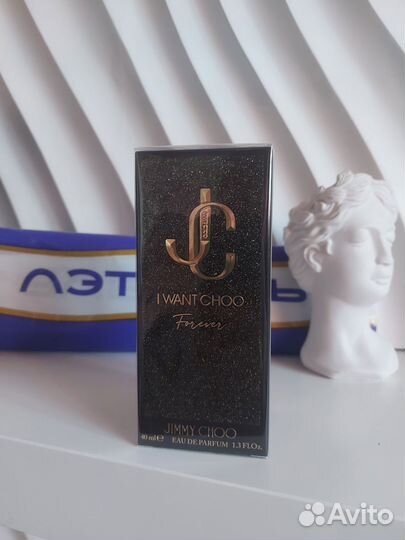 JC
I WANT CHOO
Forever
JIMMY CHOO
40 ml e EAU DE PARFUM 1.3 FL Oz.
ЛЭТ
Ь
Avito